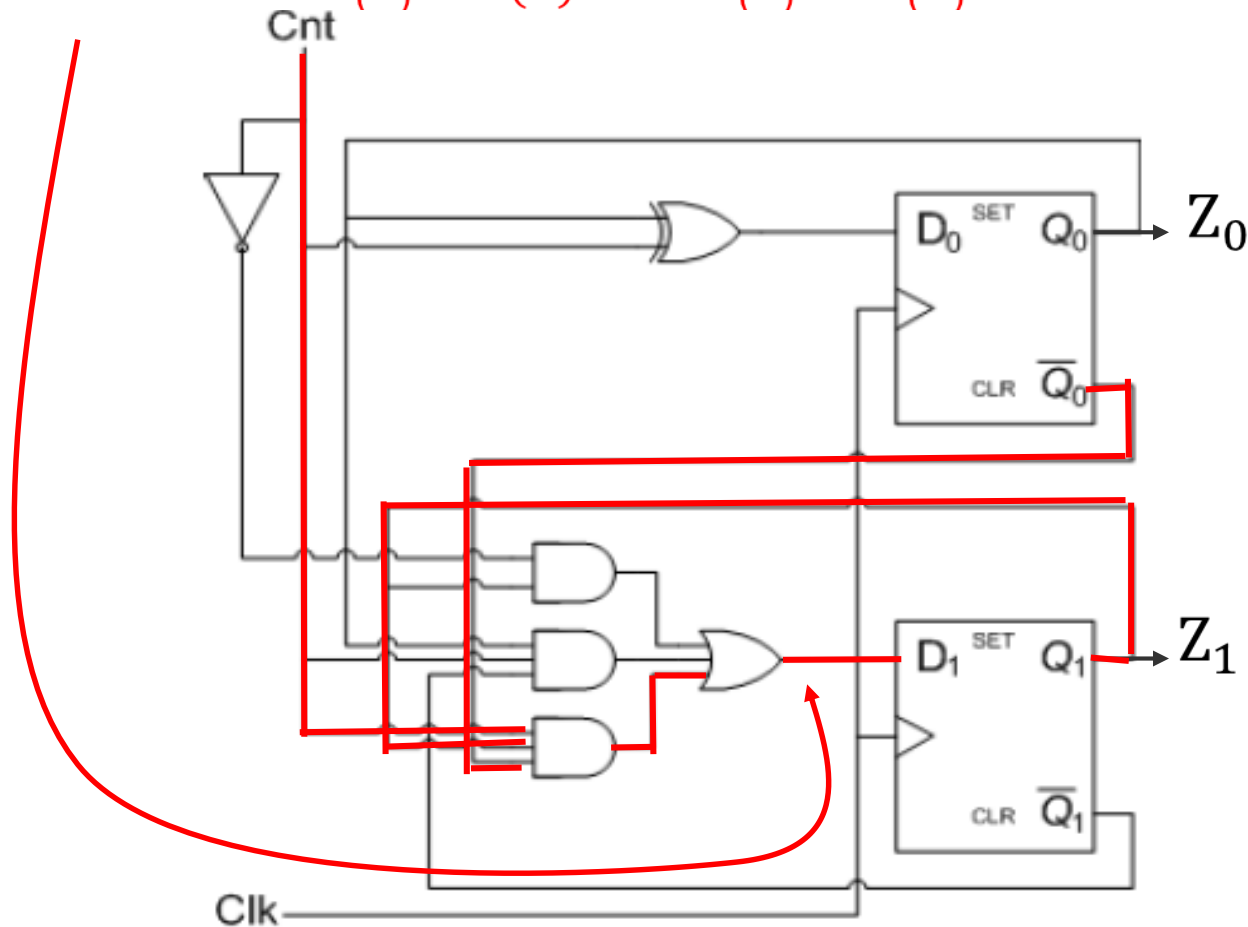 Cnt
SET
D₀ Q₀ Z₀
CLR Q̅₀
SET
D₁ Q₁ Z₁
CLR Q̅₁
Clk